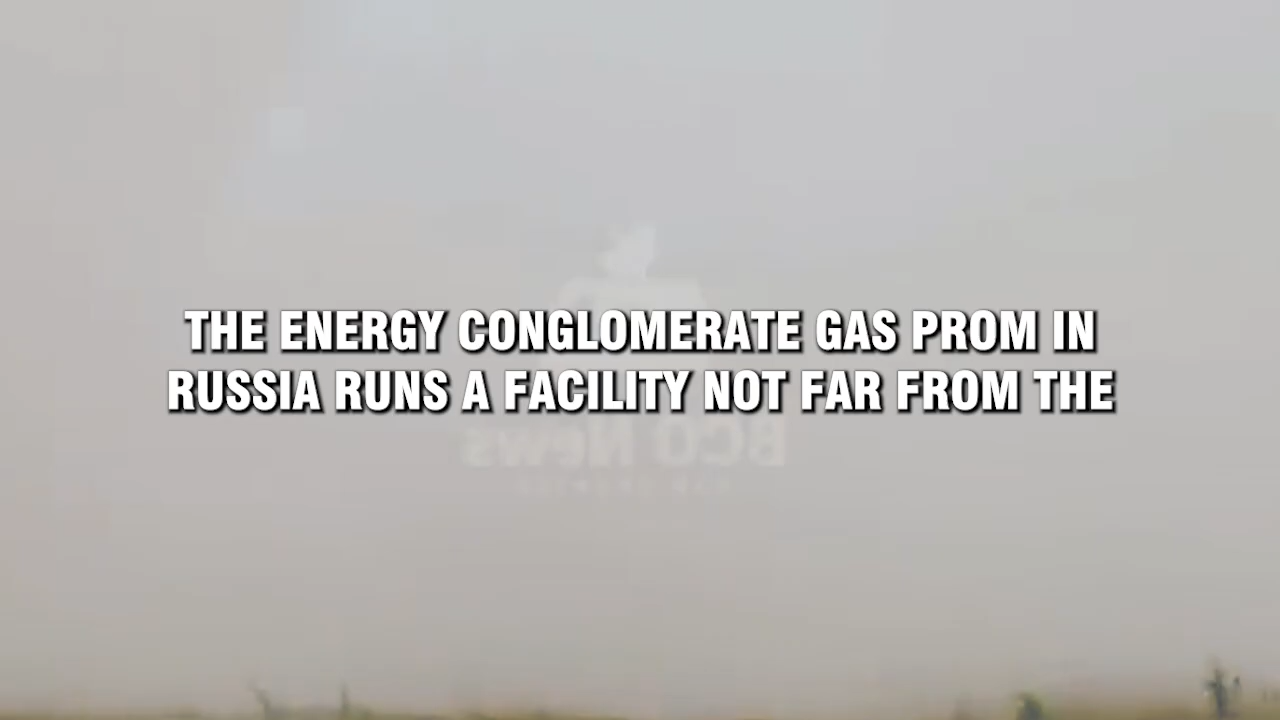 THE ENERGY CONGLOMERATE GAS PROM IN
RUSSIA RUNS A FACILITY NOT FAR FROM THE